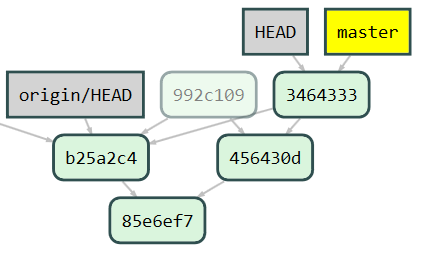 HEAD master
origin/HEAD 992c109 3464333
b25a2c4 456430d
85e6ef7